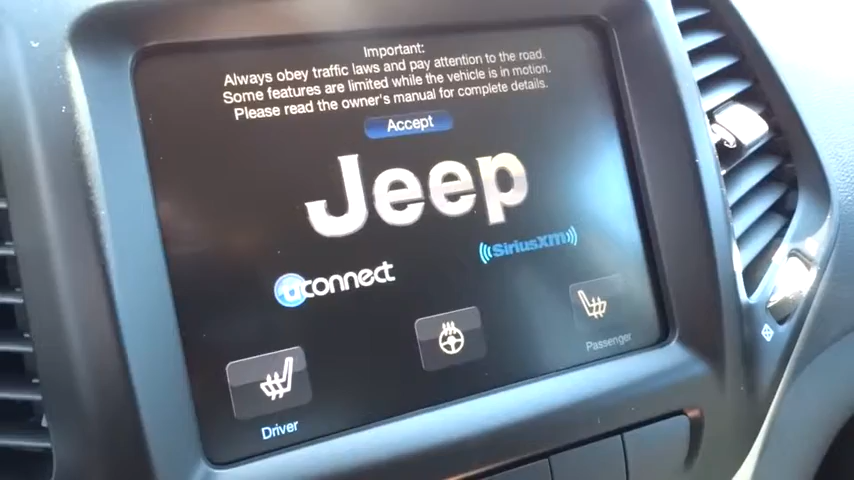 Important:
Always obey traffic laws and pay attention to the road.
Some features are limited while the vehicle is in motion.
Please read the owner's manual for complete details.
Accept
Jeep
uconnect
SiriusXM
Driver
Passenger